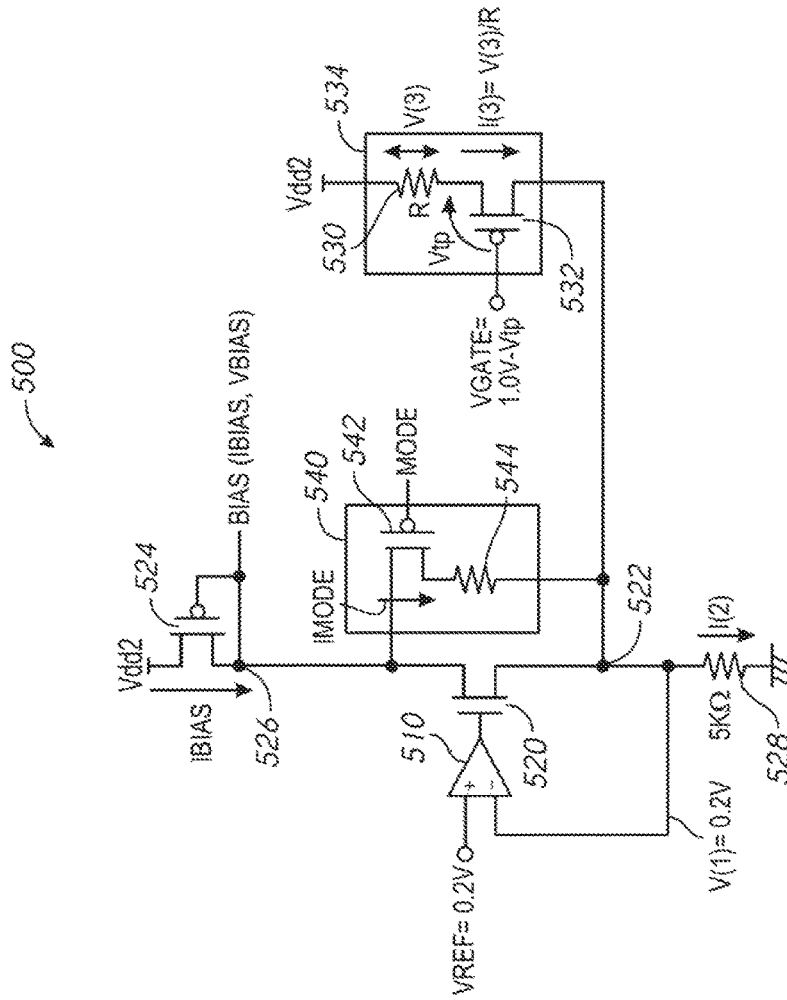 500
Vdd2
524
IBIAS
526
BIAS (IBIAS, VBIAS)
IMODE
540
542
MODE
544
VREF= 0.2V
+
-
510
520
522
V(1)= 0.2V
5KΩ
I(2)
528
Vdd2
534
530
R
V(3)
Vtp
I(3)= V(3)/R
VGATE=
1.0V-Vtp
532